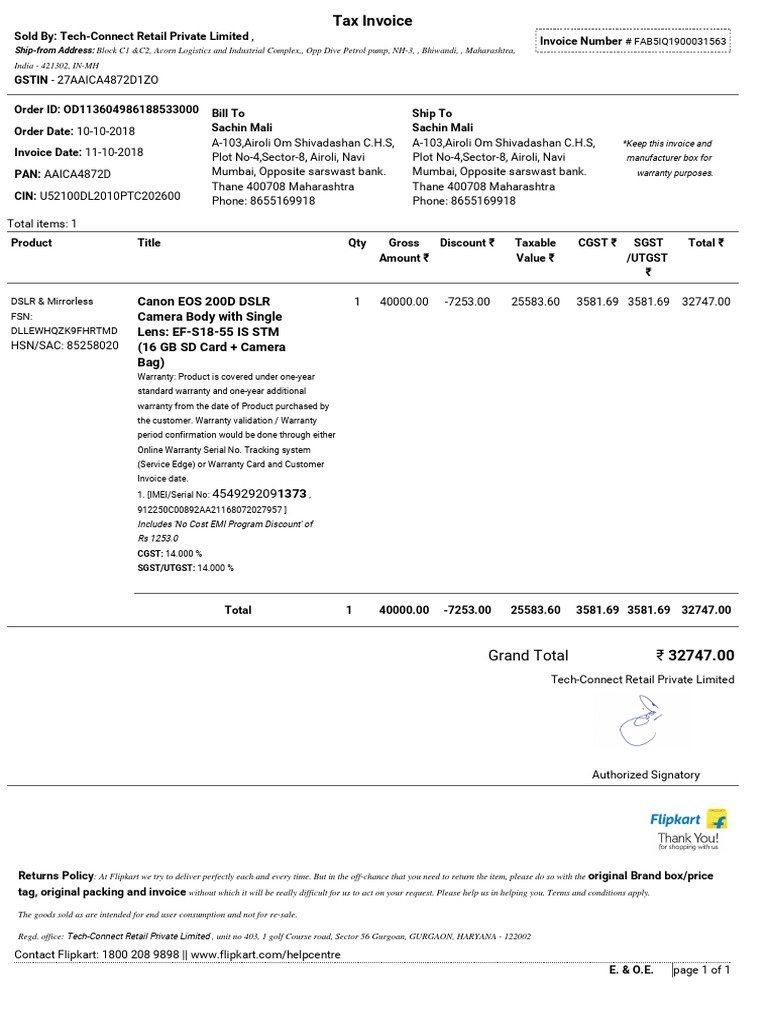 Tax Invoice
Sold By: Tech-Connect Retail Private Limited ,
Invoice Number # FAB5IQ1900031563
Ship-from Address: Block C1 &C2, Acorn Logistics and Industrial Complex,, Opp Dive Petrol pump, NH-3, , Bhiwandi, , Maharashtra,
India - 421302, IN-MH
GSTIN - 27AAICA4872D1ZO
Order ID: OD113604986188533000
Order Date: 10-10-2018
Invoice Date: 11-10-2018
PAN: AAICA4872D
CIN: U52100DL2010PTC202600
Bill To
Sachin Mali
A-103,Airoli Om Shivadashan C.H.S,
Plot No-4,Sector-8, Airoli, Navi
Mumbai, Opposite sarswast bank.
Thane 400708 Maharashtra
Phone: 8655169918
Ship To
Sachin Mali
A-103,Airoli Om Shivadashan C.H.S,
Plot No-4,Sector-8, Airoli, Navi
Mumbai, Opposite sarswast bank.
Thane 400708 Maharashtra
Phone: 8655169918
*Keep this invoice and
manufacturer box for
warranty purposes.
Total items: 1
Product Title Qty Gross Amount ₹ Discount ₹ Taxable Value ₹ CGST ₹ SGST /UTGST ₹ Total ₹
DSLR & Mirrorless
FSN:
DLLEWHQZK9FHRTMD
HSN/SAC: 85258020
Canon EOS 200D DSLR
Camera Body with Single
Lens: EF-S18-55 IS STM
(16 GB SD Card + Camera
Bag)
1 40000.00 -7253.00 25583.60 3581.69 3581.69 32747.00
Warranty: Product is covered under one-year
standard warranty and one-year additional
warranty from the date of Product purchased by
the customer. Warranty validation / Warranty
period confirmation would be done through either
Online Warranty Serial No. Tracking system
(Service Edge) or Warranty Card and Customer
Invoice date.
1. [IMEI/Serial No: 4549292091373 ,
912250C00892AA21168072027957 ]
Includes 'No Cost EMI Program Discount' of
Rs 1253.0
CGST: 14.000 %
SGST/UTGST: 14.000 %
Total 1 40000.00 -7253.00 25583.60 3581.69 3581.69 32747.00
Grand Total ₹ 32747.00
Tech-Connect Retail Private Limited
Authorized Signatory
Flipkart
Thank You!
for shopping with us
Returns Policy: At Flipkart we try to deliver perfectly each and every time. But in the off-chance that you need to return the item, please do so with the original Brand box/price
tag, original packing and invoice without which it will be really difficult for us to act on your request. Please help us in helping you. Terms and conditions apply.
The goods sold as are intended for end user consumption and not for re-sale.
Regd. office: Tech-Connect Retail Private Limited , unit no 403, 1 golf Course road, Sector 56 Gurgoan, GURGAON, HARYANA - 122002
Contact Flipkart: 1800 208 9898 || www.flipkart.com/helpcentre
E. & O.E. page 1 of 1